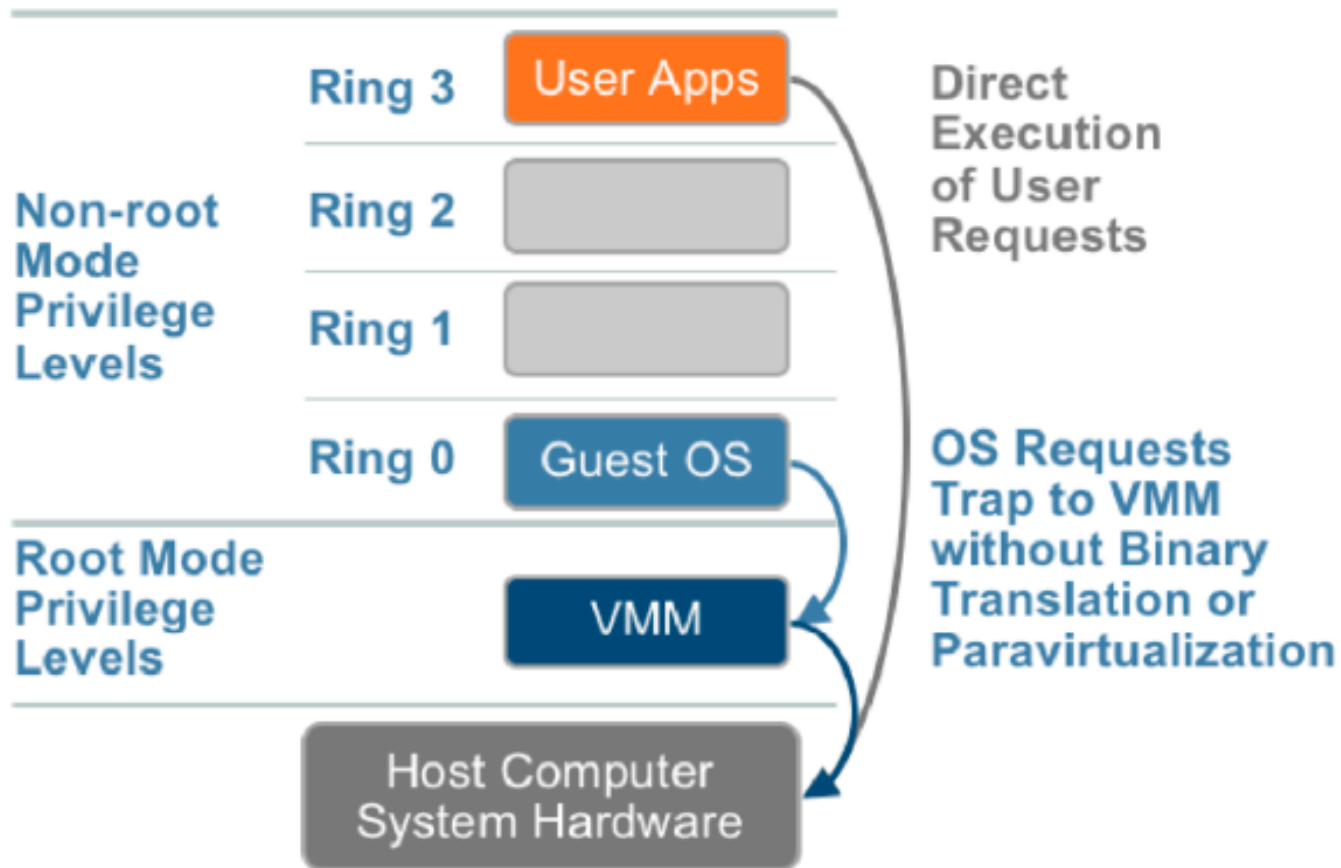 Ring 3
User Apps
Direct
Execution
of User
Requests
Non-root
Mode
Privilege
Levels
Ring 2
Ring 1
Ring 0
Guest OS
OS Requests
Trap to VMM
without Binary
Translation or
Paravirtualization
Root Mode
Privilege
Levels
VMM
Host Computer
System Hardware